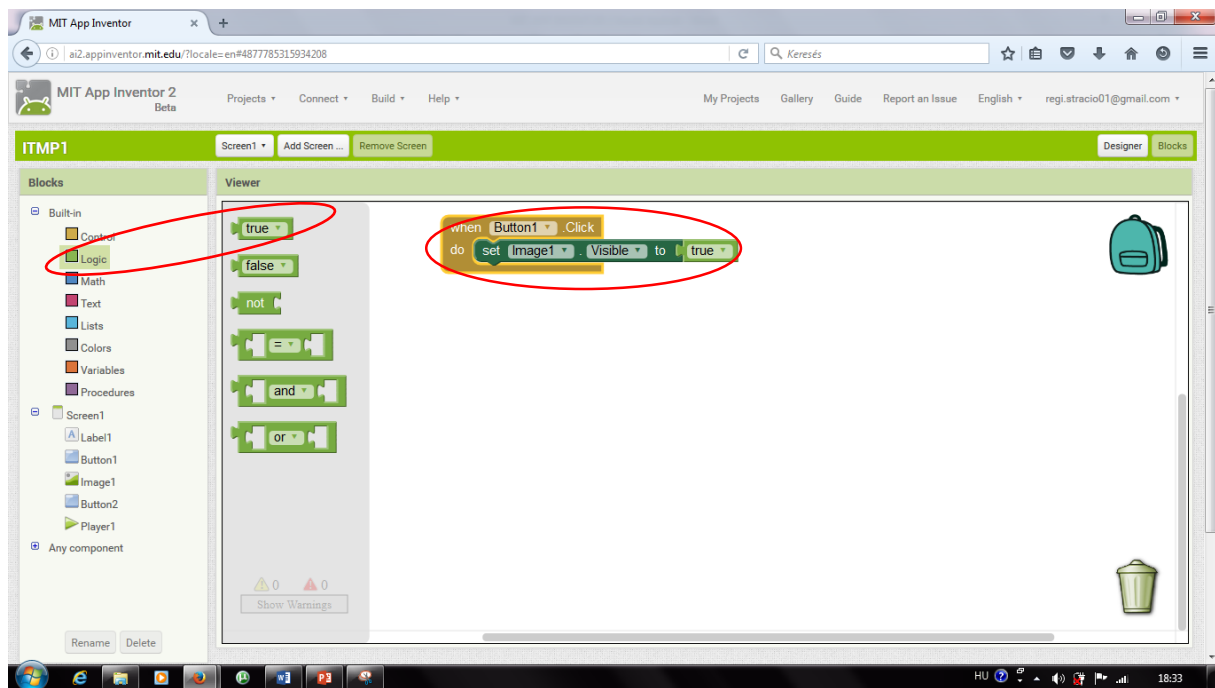 MIT App Inventor
ai2.appinventor.mit.edu/?locale=en#4877785315934208
Keresés
MIT App Inventor 2
Beta
Projects Connect Build Help My Projects Gallery Guide Report an Issue English regi.stracio01@gmail.com
ITMP1 Screen1 Add Screen ... Remove Screen Designer Blocks
Blocks Viewer
Built-in
Control
Logic
Math
Text
Lists
Colors
Variables
Procedures
Screen1
Label1
Button1
Image1
Button2
Player1
Any component
Rename Delete
true
false
not
=
and
or
0 0
Show Warnings
when Button1 .Click
do set Image1 . Visible to true
HU 18:33